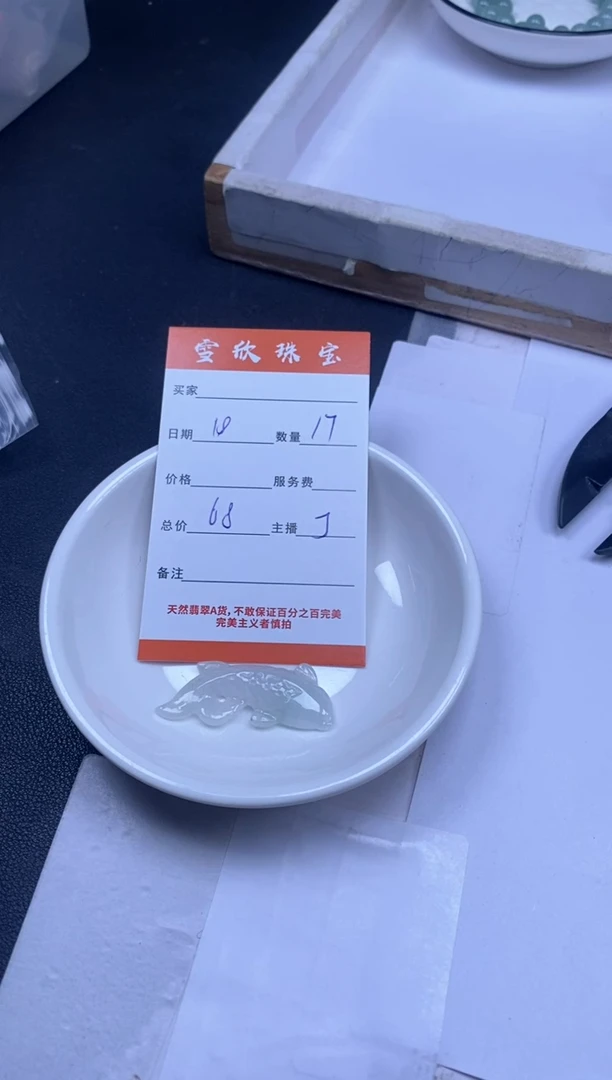 雪欣珠宝
买家
日期 18 数量 17
价格 服务费
总价 68 主播 J
备注
天然翡翠A货,不敢保证百分之百完美
完美主义者慎拍